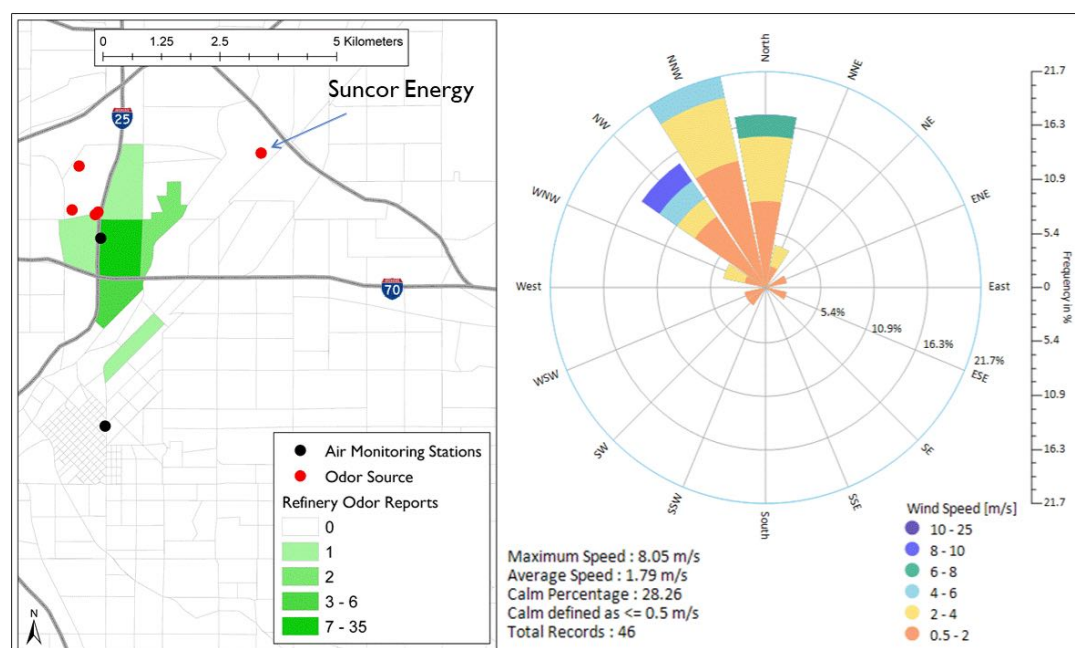 0 1.25 2.5 5 Kilometers
Suncor Energy
25
70
Air Monitoring Stations
Odor Source
Refinery Odor Reports
0
1
2
3 - 6
7 - 35
N
North
NNE
NE
ENE
East
ESE
SE
SSE
South
SSW
SW
WSW
West
WNW
NW
NNW
5.4%
10.9%
16.3%
21.7%
21.7
16.3
10.9
5.4
0
5.4
10.9
16.3
21.7
Frequency in %
Maximum Speed : 8.05 m/s
Average Speed : 1.79 m/s
Calm Percentage : 28.26
Calm defined as <= 0.5 m/s
Total Records : 46
Wind Speed [m/s]
10 - 25
8 - 10
6 - 8
4 - 6
2 - 4
0.5 - 2